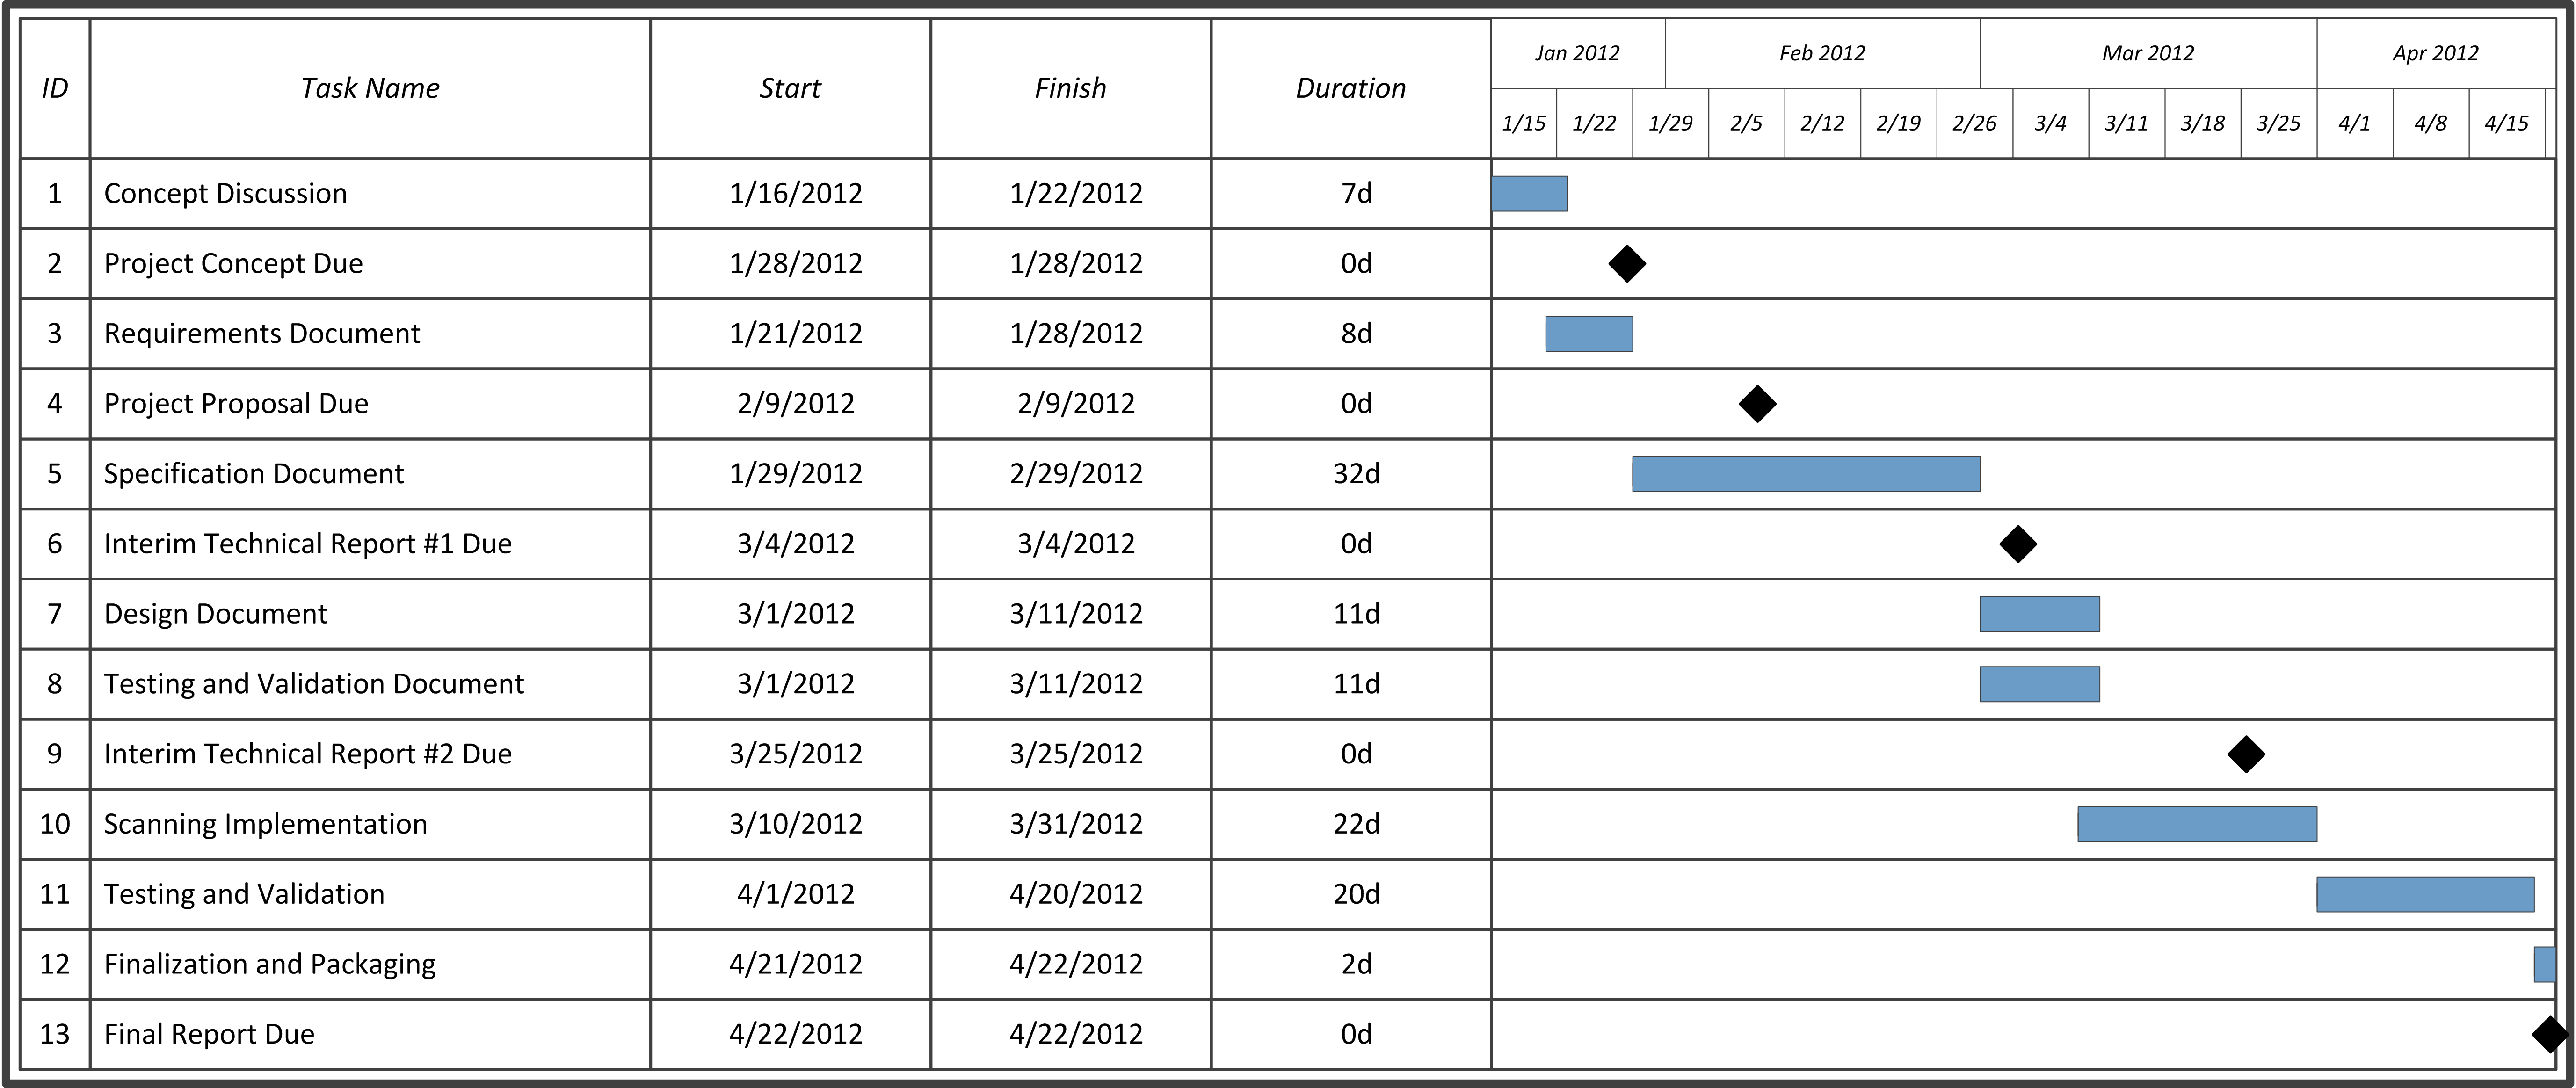 ID Task Name Start Finish Duration Jan 2012 Feb 2012 Mar 2012 Apr 2012
1/15 1/22 1/29 2/5 2/12 2/19 2/26 3/4 3/11 3/18 3/25 4/1 4/8 4/15
1 Concept Discussion 1/16/2012 1/22/2012 7d
2 Project Concept Due 1/28/2012 1/28/2012 0d
3 Requirements Document 1/21/2012 1/28/2012 8d
4 Project Proposal Due 2/9/2012 2/9/2012 0d
5 Specification Document 1/29/2012 2/29/2012 32d
6 Interim Technical Report #1 Due 3/4/2012 3/4/2012 0d
7 Design Document 3/1/2012 3/11/2012 11d
8 Testing and Validation Document 3/1/2012 3/11/2012 11d
9 Interim Technical Report #2 Due 3/25/2012 3/25/2012 0d
10 Scanning Implementation 3/10/2012 3/31/2012 22d
11 Testing and Validation 4/1/2012 4/20/2012 20d
12 Finalization and Packaging 4/21/2012 4/22/2012 2d
13 Final Report Due 4/22/2012 4/22/2012 0d